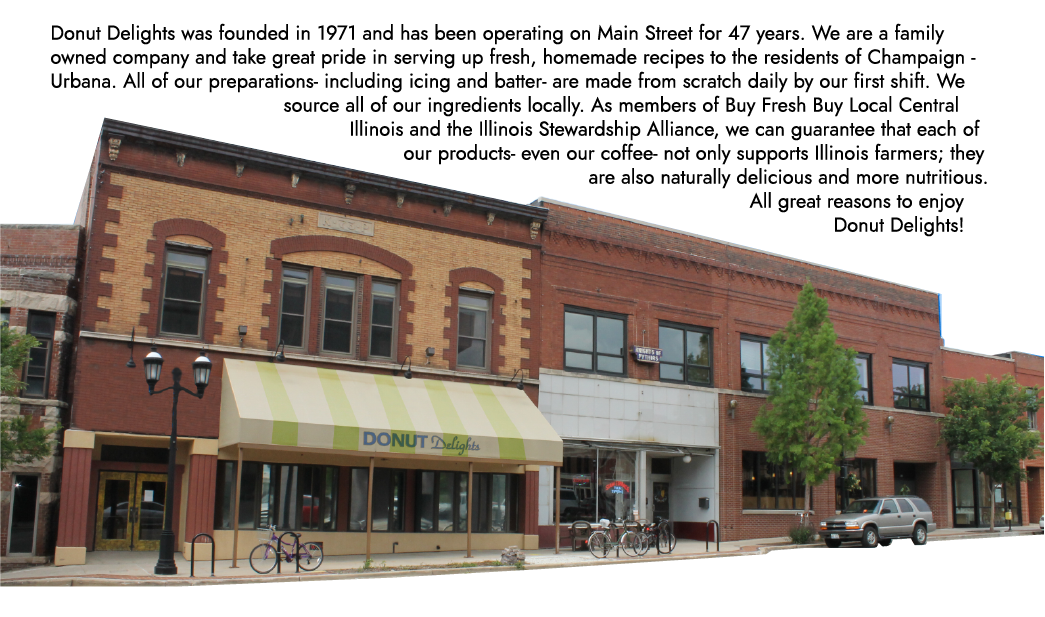 Donut Delights was founded in 1971 and has been operating on Main Street for 47 years. We are a family
owned company and take great pride in serving up fresh, homemade recipes to the residents of Champaign -
Urbana. All of our preparations- including icing and batter- are made from scratch daily by our first shift. We
source all of our ingredients locally. As members of Buy Fresh Buy Local Central
Illinois and the Illinois Stewardship Alliance, we can guarantee that each of
our products- even our coffee- not only supports Illinois farmers; they
are also naturally delicious and more nutritious.
All great reasons to enjoy
Donut Delights!
KNIGHTS OF
PYTHIAS
DONUT Delights